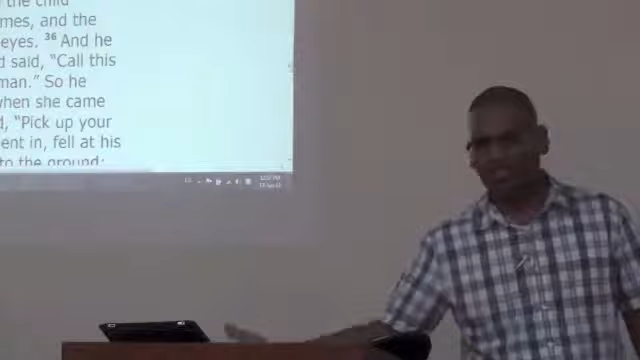 the child
mes, and the
eyes. 36 And he
d said, “Call this
man.” So he
when she came
d, “Pick up your
ent in, fell at his
to the ground;